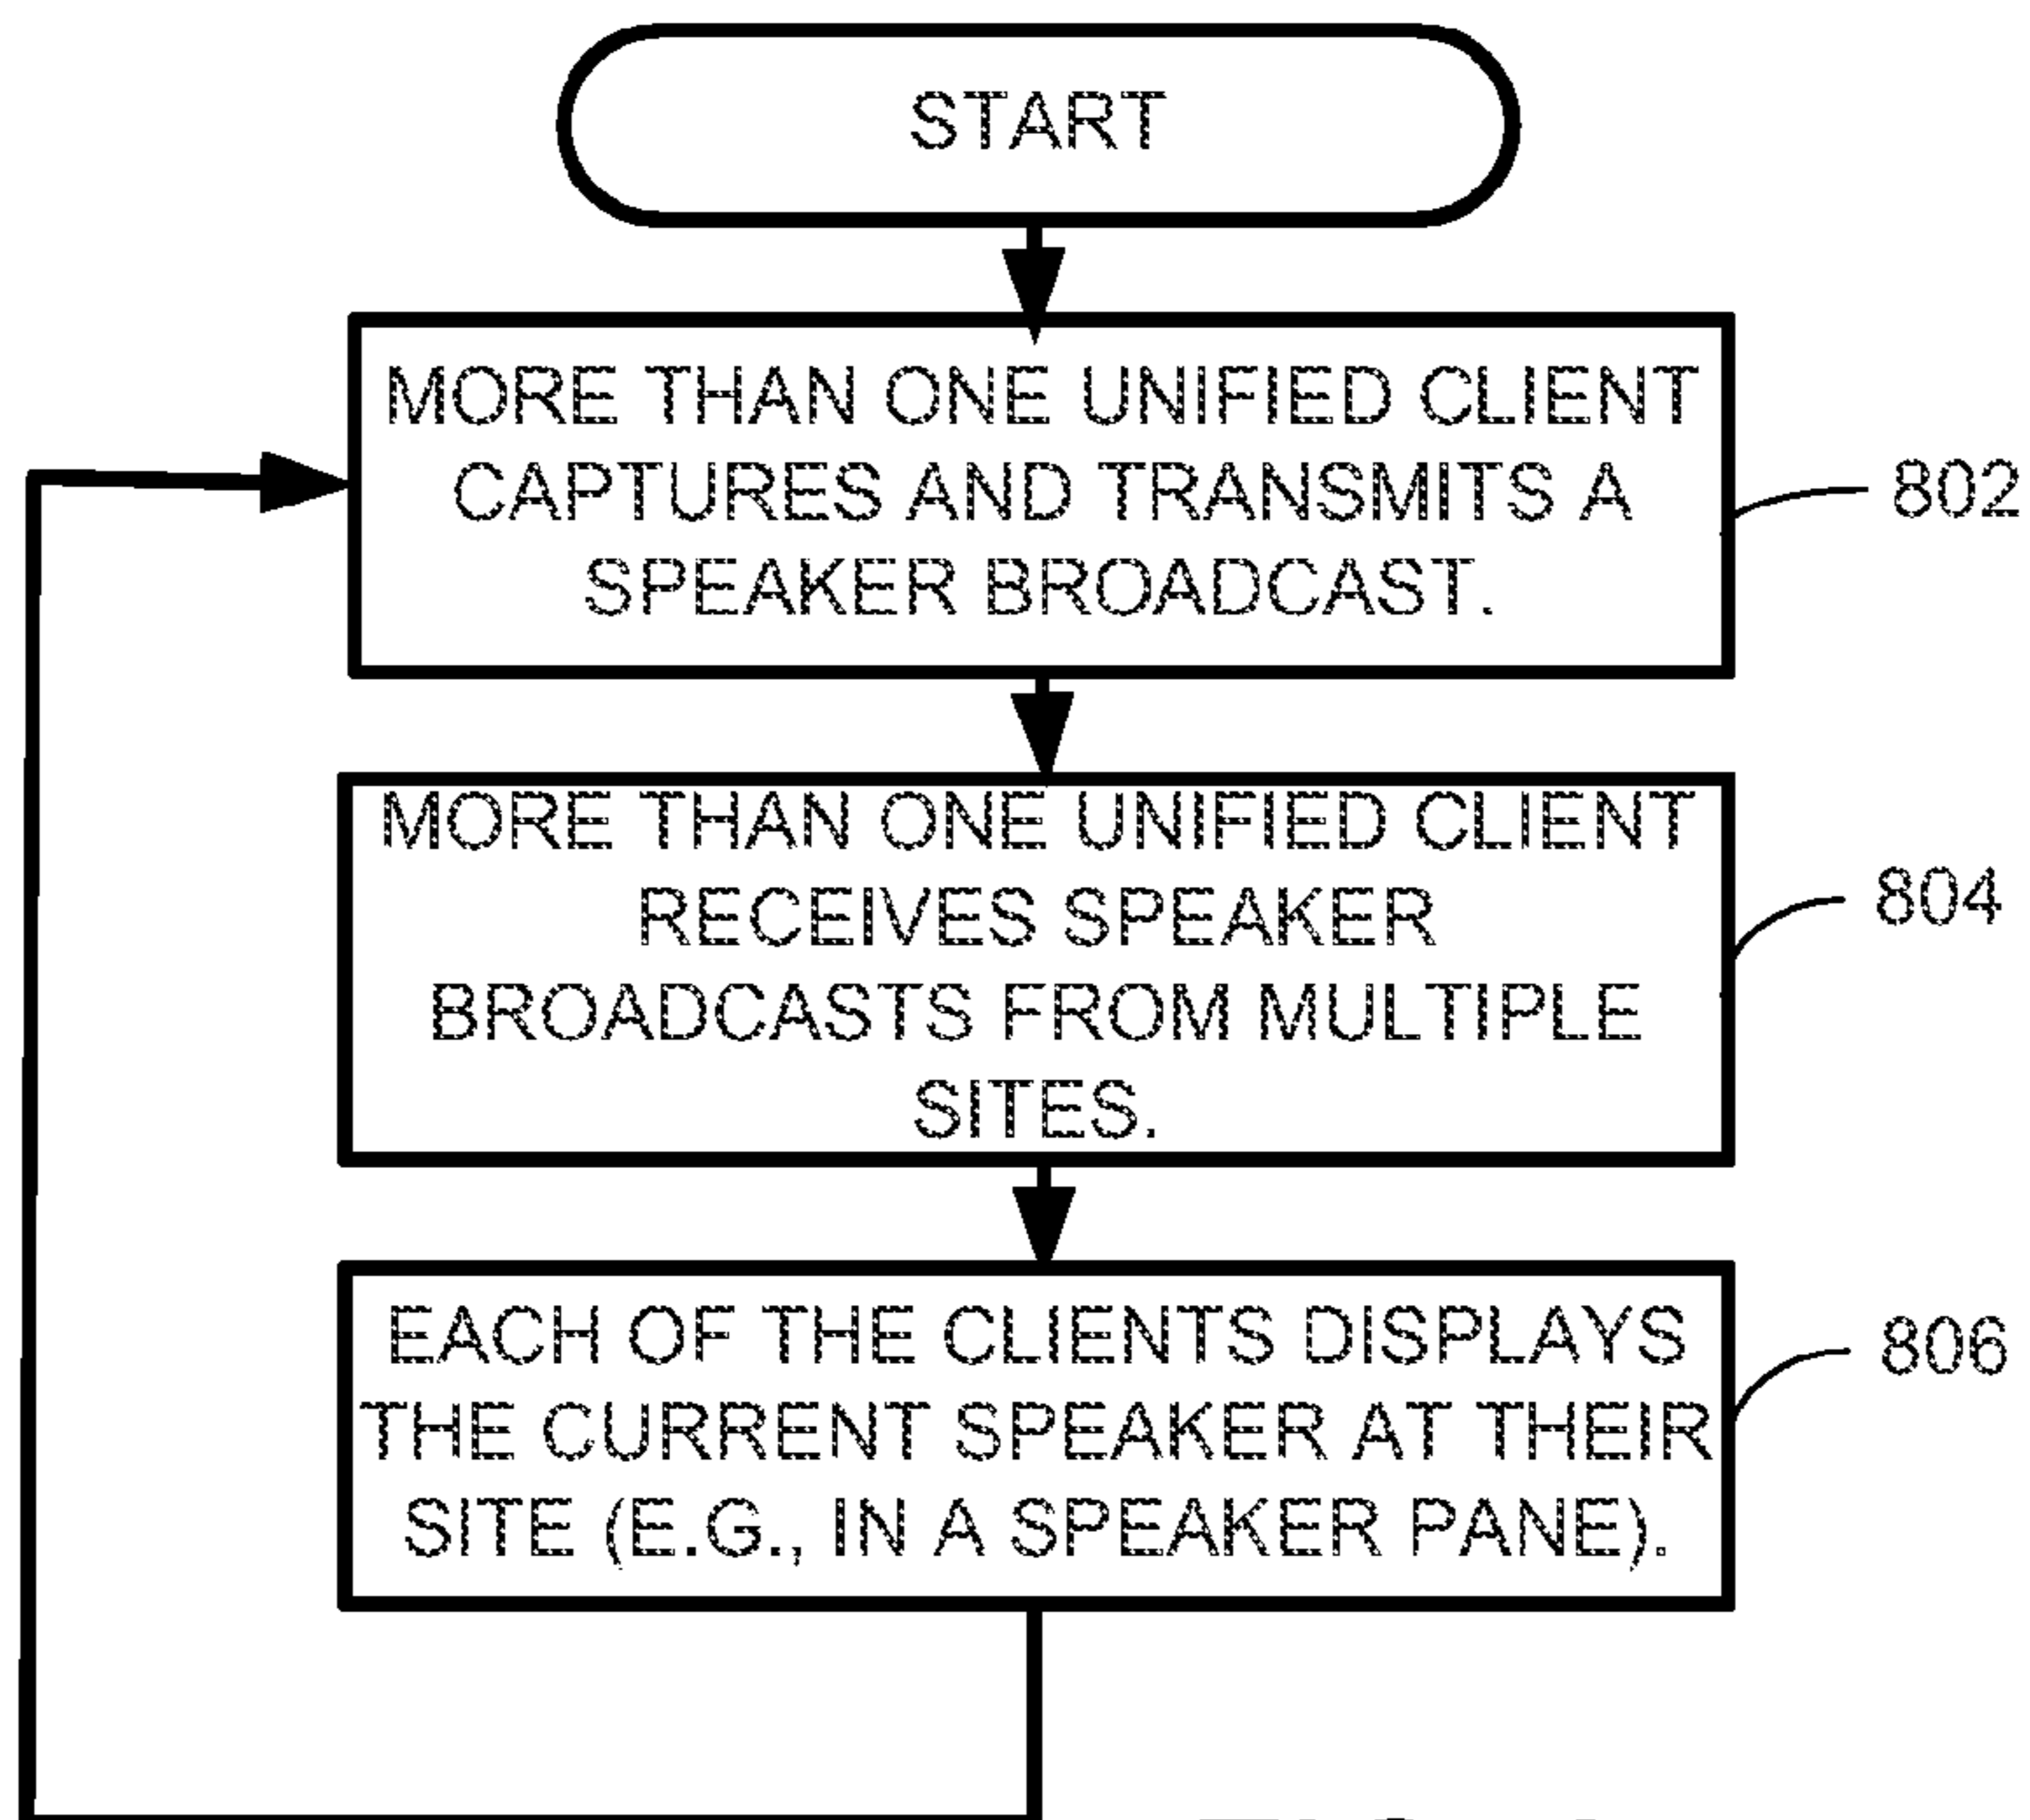 START
MORE THAN ONE UNIFIED CLIENT
CAPTURES AND TRANSMITS A
SPEAKER BROADCAST.
802
MORE THAN ONE UNIFIED CLIENT
RECEIVES SPEAKER
BROADCASTS FROM MULTIPLE
SITES.
804
EACH OF THE CLIENTS DISPLAYS
THE CURRENT SPEAKER AT THEIR
SITE (E.G., IN A SPEAKER PANE).
806